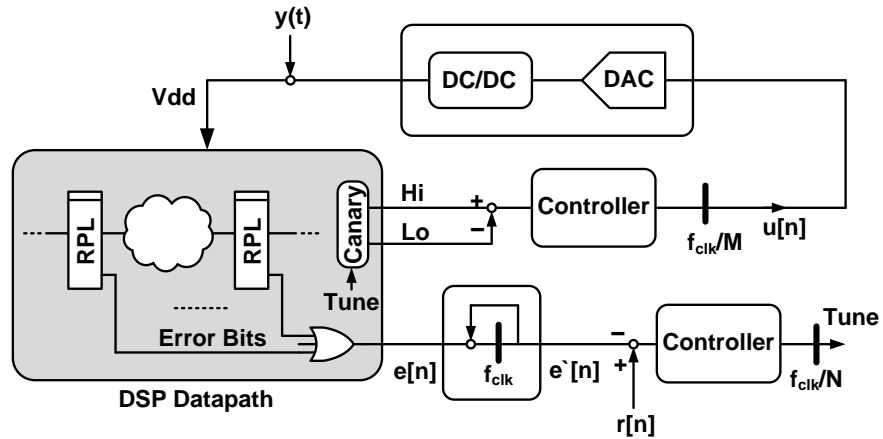 y(t)
DC/DC
DAC
Vdd
Hi
Lo
Canary
Controller
f_clk/M
u[n]
RPL
RPL
Tune
Error Bits
e[n]
f_clk
e`[n]
Controller
Tune
f_clk/N
r[n]
DSP Datapath
+
−
−
+